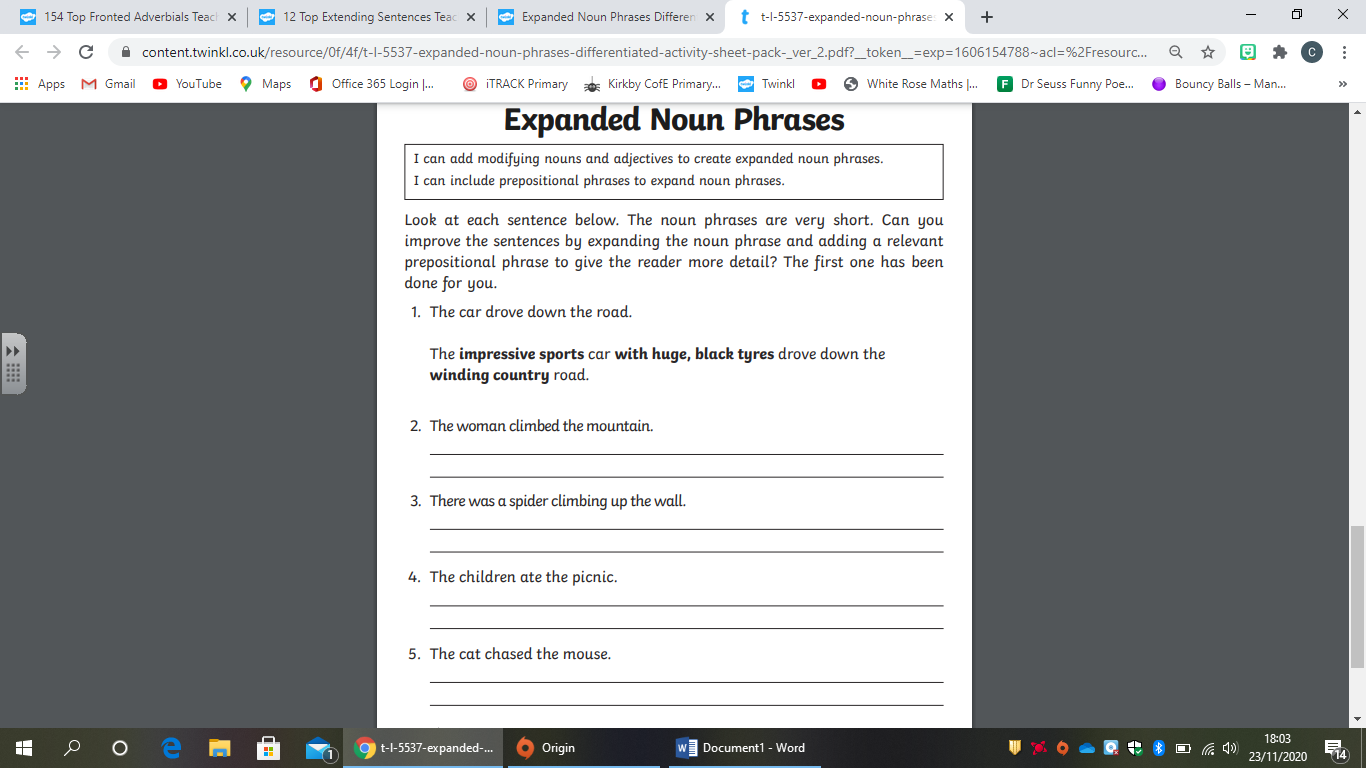 154 Top Fronted Adverbials Teac
12 Top Extending Sentences Teac
Expanded Noun Phrases Differen
t-l-5537-expanded-noun-phrase
content.twinkl.co.uk/resource/0f/4f/t-l-5537-expanded-noun-phrases-differentiated-activity-sheet-pack-_ver_2.pdf?__token__=exp=1606154788~acl=%2Fresourc...
C
Apps
Gmail
YouTube
Maps
Office 365 Login |...
iTRACK Primary
Kirkby CofE Primary...
Twinkl
White Rose Maths |...
F
Dr Seuss Funny Poe...
Bouncy Balls – Man...
Expanded Noun Phrases
I can add modifying nouns and adjectives to create expanded noun phrases.
I can include prepositional phrases to expand noun phrases.
Look at each sentence below. The noun phrases are very short. Can you
improve the sentences by expanding the noun phrase and adding a relevant
prepositional phrase to give the reader more detail? The first one has been
done for you.
1. The car drove down the road.
The impressive sports car with huge, black tyres drove down the
winding country road.
2. The woman climbed the mountain.
3. There was a spider climbing up the wall.
4. The children ate the picnic.
5. The cat chased the mouse.
1
t-l-5537-expanded-...
Origin
Document1 - Word
18:03
23/11/2020
14